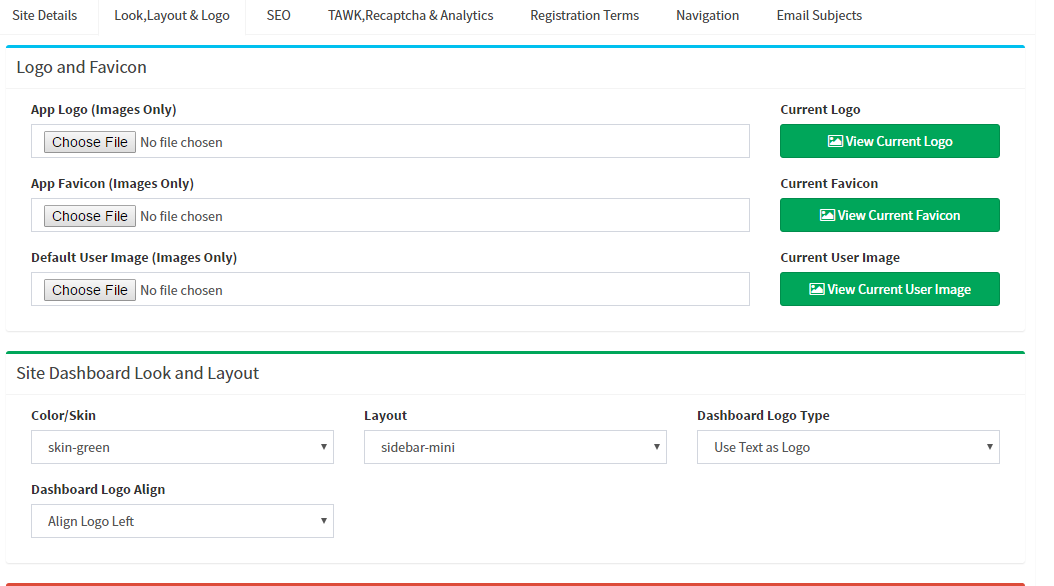 Site Details Look,Layout & Logo SEO TAWK,Recaptcha & Analytics Registration Terms Navigation Email Subjects
Logo and Favicon
App Logo (Images Only) Current Logo
Choose File No file chosen View Current Logo
App Favicon (Images Only) Current Favicon
Choose File No file chosen View Current Favicon
Default User Image (Images Only) Current User Image
Choose File No file chosen View Current User Image
Site Dashboard Look and Layout
Color/Skin Layout Dashboard Logo Type
skin-green sidebar-mini Use Text as Logo
Dashboard Logo Align
Align Logo Left